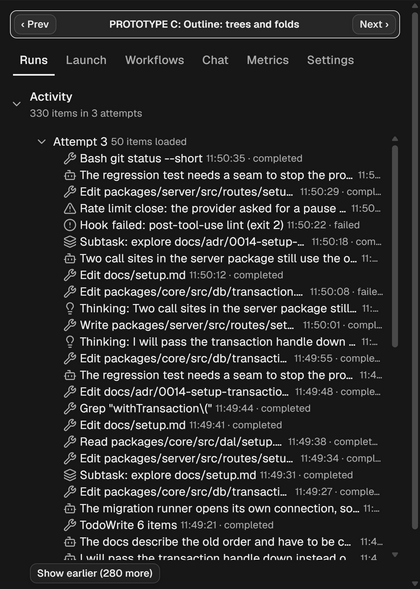 ‹ Prev
PROTOTYPE C: Outline: trees and folds
Next ›
Runs Launch Workflows Chat Metrics Settings
Activity
330 items in 3 attempts
Attempt 3 50 items loaded
Bash git status --short 11:50:35 · completed
The regression test needs a seam to stop the pro... 11:5...
Edit packages/server/src/routes/setu... 11:50:29 · compl...
Rate limit close: the provider asked for a pause ... 11:50...
Hook failed: post-tool-use lint (exit 2) 11:50:22 · failed
Subtask: explore docs/adr/0014-setup-... 11:50:18 · com...
Two call sites in the server package still use the o... 11:...
Edit docs/setup.md 11:50:12 · completed
Edit packages/core/src/db/transaction.... 11:50:08 · faile...
Thinking: Two call sites in the server package still... 11:...
Write packages/server/src/routes/set... 11:50:01 · compl...
Thinking: I will pass the transaction handle down ... 11:...
Edit packages/core/src/db/transacti... 11:49:55 · complet...
The regression test needs a seam to stop the pro... 11:4...
Edit docs/adr/0014-setup-transactio... 11:49:48 · complet...
Grep "withTransaction\(" 11:49:44 · completed
Edit docs/setup.md 11:49:41 · completed
Read packages/core/src/dal/setup.... 11:49:38 · complet...
Edit packages/server/src/routes/setu... 11:49:34 · compl...
Subtask: explore docs/setup.md 11:49:31 · completed
Edit packages/core/src/db/transacti... 11:49:27 · comple...
The migration runner opens its own connection, so... 11:...
TodoWrite 6 items 11:49:21 · completed
The docs describe the old order and have to be c... 11:4...
I will pass the transaction handle down instead o... 11:4...
Show earlier (280 more)